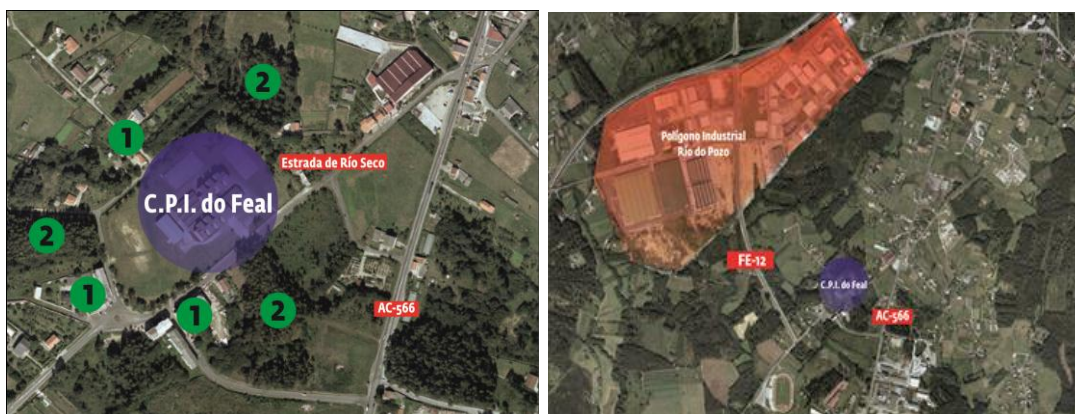 2
1
Estrada de Río Seco
C.P.I. do Feal
2
1
1
2
AC-566
Polígono Industrial
Río do Pozo
FE-12
C.P.I. do Feal
AC-566